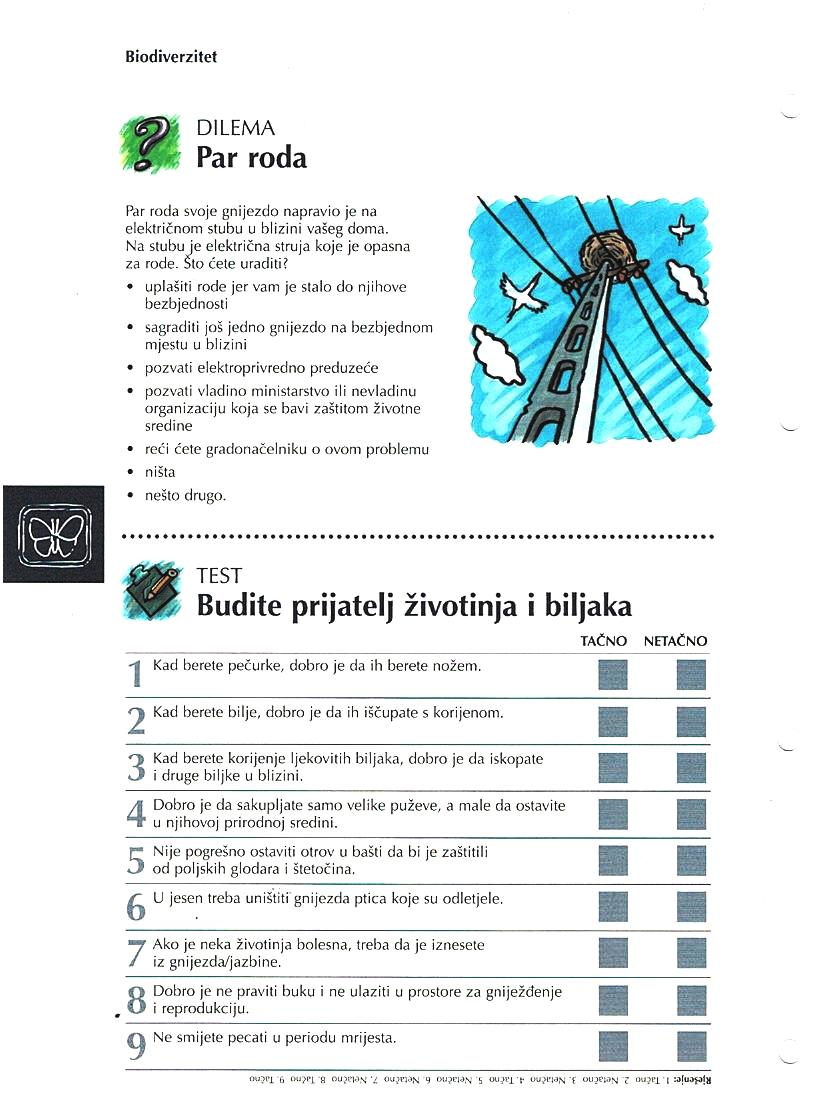 Biodiverzitet
DILEMA
Par roda
Par roda svoje gnijezdo napravio je na
električnom stubu u blizini vašeg doma.
Na stubu je električna struja koje je opasna
za rode. Što ćete uraditi?
• uplašiti rode jer vam je stalo do njihove
bezbjednosti
• sagraditi još jedno gnijezdo na bezbjednom
mjestu u blizini
• pozvati elektroprivredno preduzeće
• pozvati vladino ministarstvo ili nevladinu
organizaciju koja se bavi zaštitom životne
sredine
• reći ćete gradonačelniku o ovom problemu
• ništa
• nešto drugo.
TEST
Budite prijatelj životinja i biljaka
TAČNO NETAČNO
1 Kad berete pečurke, dobro je da ih berete nožem.
2 Kad berete bilje, dobro je da ih iščupate s korijenom.
3 Kad berete korijenje ljekovitih biljaka, dobro je da iskopate
i druge biljke u blizini.
4 Dobro je da sakupljate samo velike puževe, a male da ostavite
u njihovoj prirodnoj sredini.
5 Nije pogrešno ostaviti otrov u bašti da bi je zaštitili
od poljskih glodara i štetočina.
6 U jesen treba uništiti gnijezda ptica koje su odletjele.
7 Ako je neka životinja bolesna, treba da je iznesete
iz gnijezda/jazbine.
8 Dobro je ne praviti buku i ne ulaziti u prostore za gniježđenje
i reprodukciju.
9 Ne smijete pecati u periodu mrijesta.
Rješenje: 1. Tačno 2. Netačno 3. Netačno 4. Tačno 5. Netačno 6. Netačno 7. Netačno 8. Tačno 9. Tačno